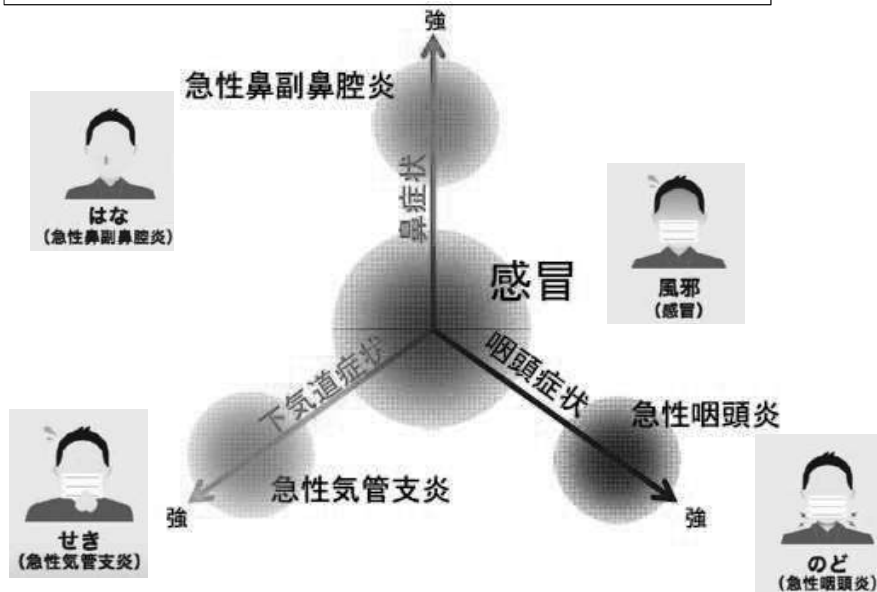 強
急性鼻副鼻腔炎
鼻症状
はな
(急性鼻副鼻腔炎)
感冒
風邪
(感冒)
下気道症状
咽頭症状
急性咽頭炎
急性気管支炎
強
強
せき
(急性気管支炎)
のど
(急性咽頭炎)